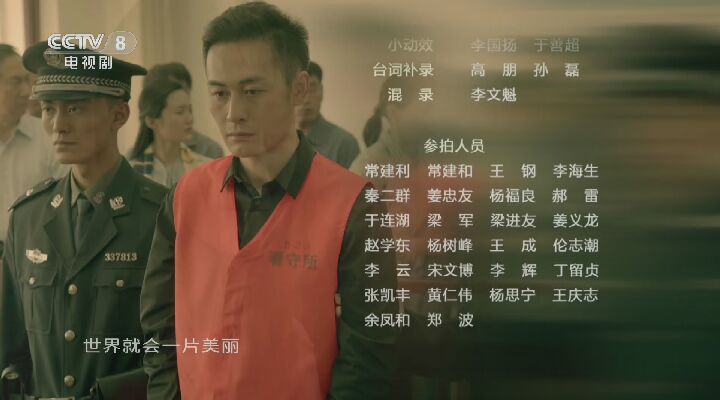 CCTV 8
电视剧
小动效 李国扬 于善超
台词补录 高 朋 孙 磊
混 录 李文魁
参拍人员
常建利 常建和 王 钢 李海生
秦二群 姜忠友 杨福良 郝 雷
于连湖 梁 军 梁进友 姜义龙
赵学东 杨树峰 王 成 伦志潮
李 云 宋文博 李 辉 丁留贞
张凯丰 黄仁伟 杨思宁 王庆志
余凤和 郑 波
337813
看守所
世界就会一片美丽